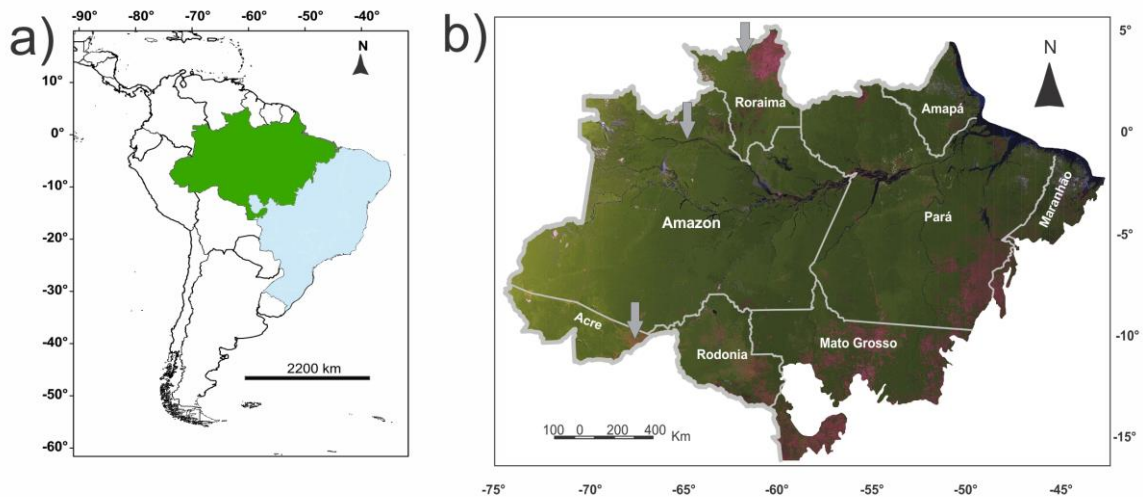 a)
-90° -80° -70° -60° -50° -40°
N
10°
0°
-10°
-20°
-30°
-40°
-50°
-60°
2200 km
b)
N
5°
0°
-5°
-10°
-15°
Roraima
Amapá
Maranhão
Amazon
Pará
Acre
Rodonia
Mato Grosso
100 0 200 400 Km
-75° -70° -65° -60° -55° -50° -45°